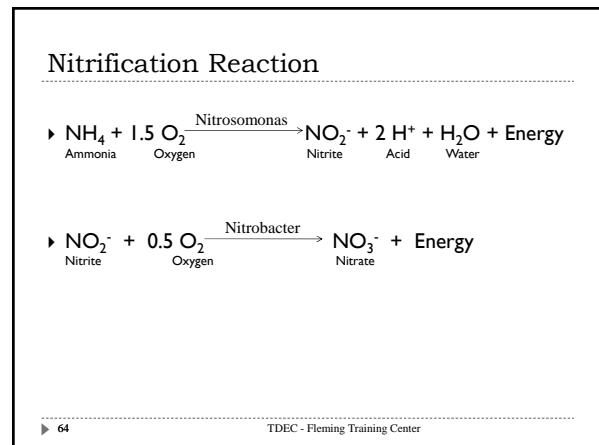 Nitrification Reaction
Nitrosomonas
NH₄ + 1.5 O₂ → NO₂⁻ + 2 H⁺ + H₂O + Energy
Ammonia Oxygen Nitrite Acid Water
Nitrobacter
NO₂⁻ + 0.5 O₂ → NO₃⁻ + Energy
Nitrite Oxygen Nitrate
64 TDEC - Fleming Training Center